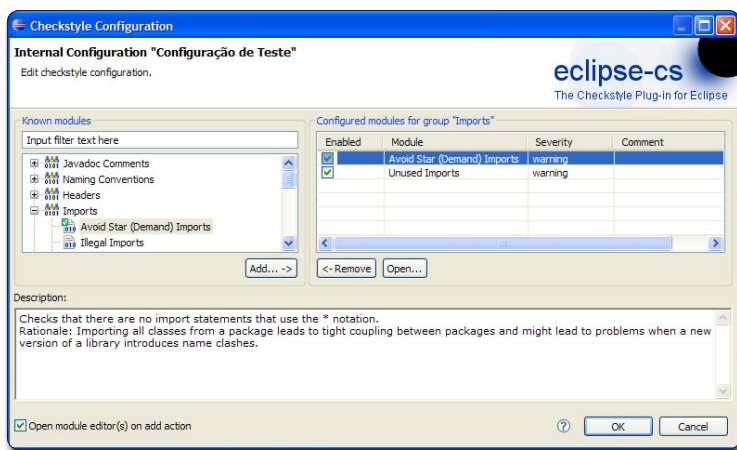 Checkstyle Configuration
Internal Configuration "Configuração de Teste"
Edit checkstyle configuration.
eclipse-cs
The Checkstyle Plug-in for Eclipse
Known modules
Input filter text here
Javadoc Comments
Naming Conventions
Headers
Imports
Avoid Star (Demand) Imports
Illegal Imports
Add... ->
Configured modules for group "Imports"
Enabled Module Severity Comment
Avoid Star (Demand) Imports warning
Unused Imports warning
<- Remove Open...
Description:
Checks that there are no import statements that use the * notation.
Rationale: Importing all classes from a package leads to tight coupling between packages and might lead to problems when a new
version of a library introduces name clashes.
Open module editor(s) on add action
? OK Cancel